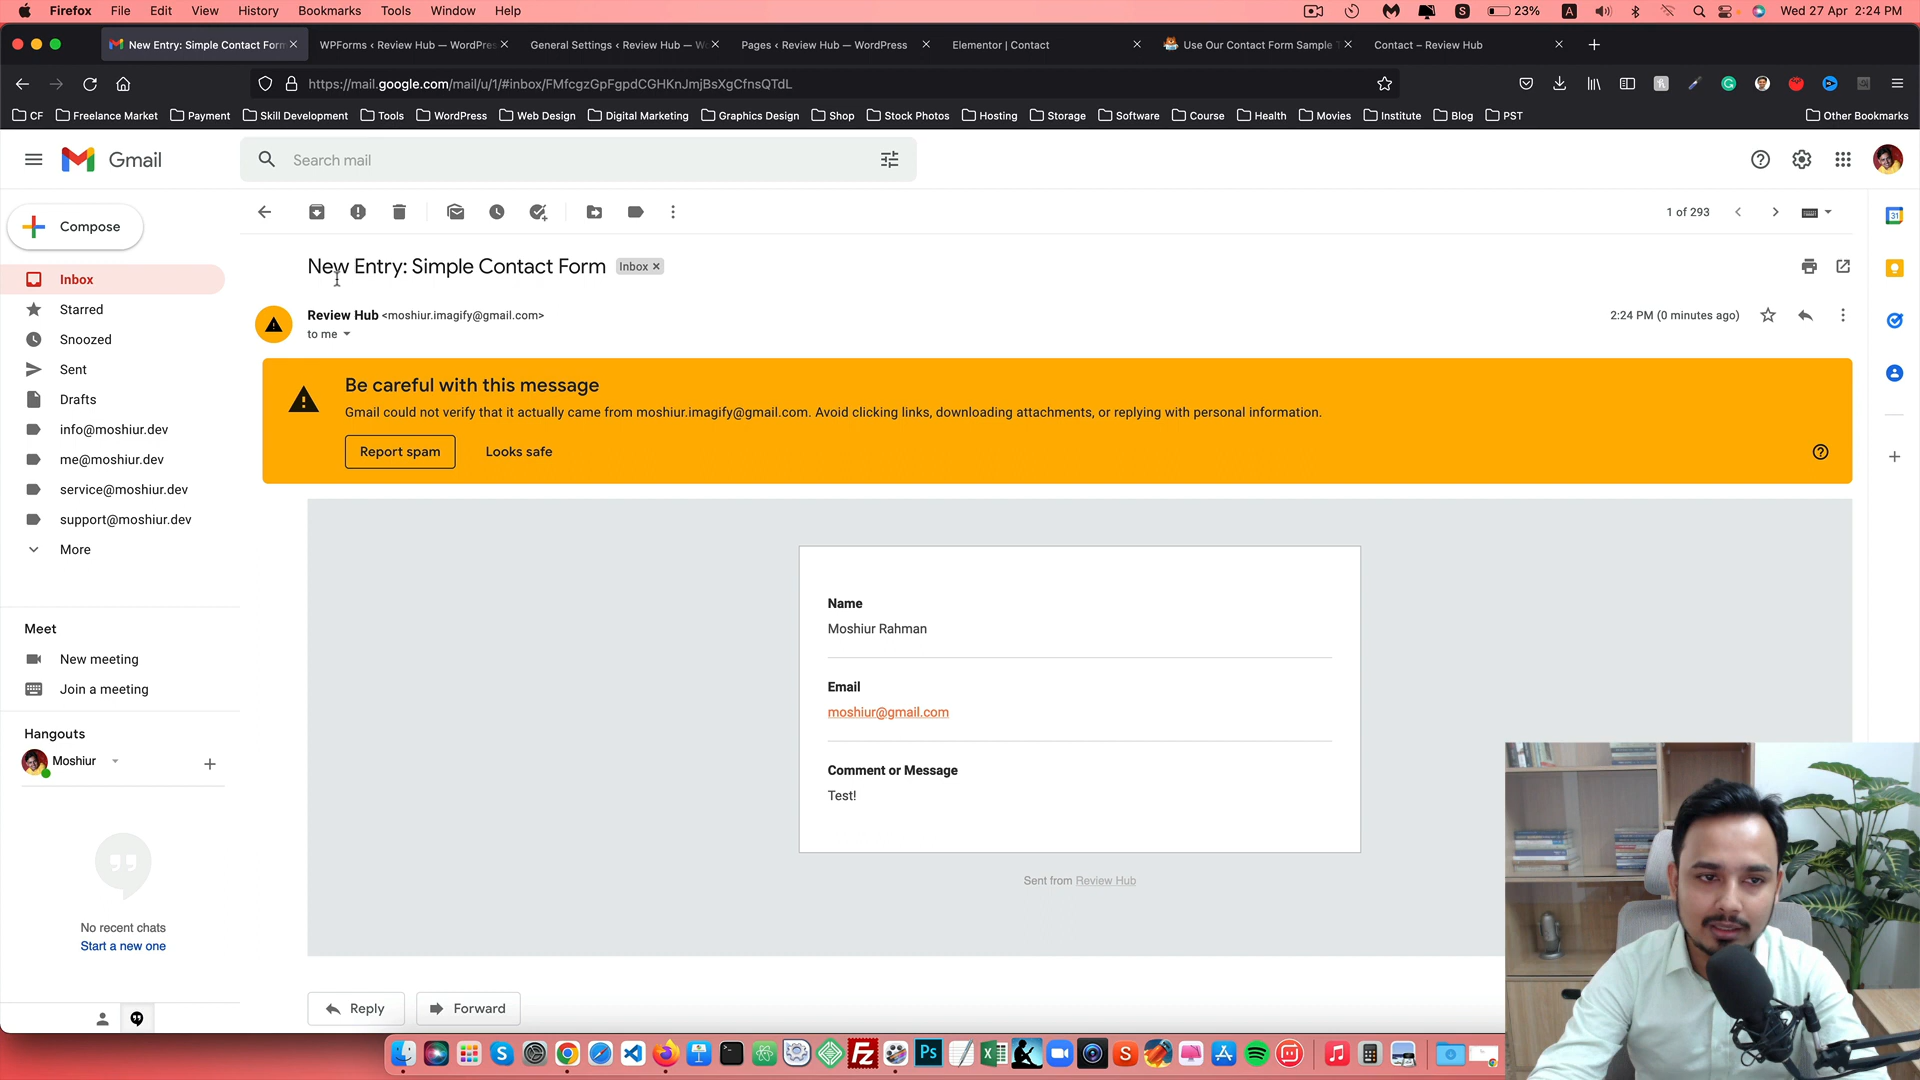 Firefox File Edit View History Bookmarks Tools Window Help 23% Wed 27 Apr 2:24 PM
New Entry: Simple Contact Form WPForms ‹ Review Hub — WordPres General Settings ‹ Review Hub — Wo Pages ‹ Review Hub — WordPress Elementor | Contact Use Our Contact Form Sample T Contact – Review Hub
https://mail.google.com/mail/u/1/#inbox/FMfcgzGpFgpdCGHKnJmjBsXgCfnsQTdL
CF Freelance Market Payment Skill Development Tools WordPress Web Design Digital Marketing Graphics Design Shop Stock Photos Hosting Storage Software Course Health Movies Institute Blog PST Other Bookmarks
Gmail
Search mail
Compose
1 of 293
Inbox
Starred
Snoozed
Sent
Drafts
info@moshiur.dev
me@moshiur.dev
service@moshiur.dev
support@moshiur.dev
More
Meet
New meeting
Join a meeting
Hangouts
Moshiur
No recent chats
Start a new one
New Entry: Simple Contact Form Inbox
Review Hub <moshiur.imagify@gmail.com>
to me
2:24 PM (0 minutes ago)
Be careful with this message
Gmail could not verify that it actually came from moshiur.imagify@gmail.com. Avoid clicking links, downloading attachments, or replying with personal information.
Report spam Looks safe
Name
Moshiur Rahman
Email
moshiur@gmail.com
Comment or Message
Test!
Sent from Review Hub
Reply Forward